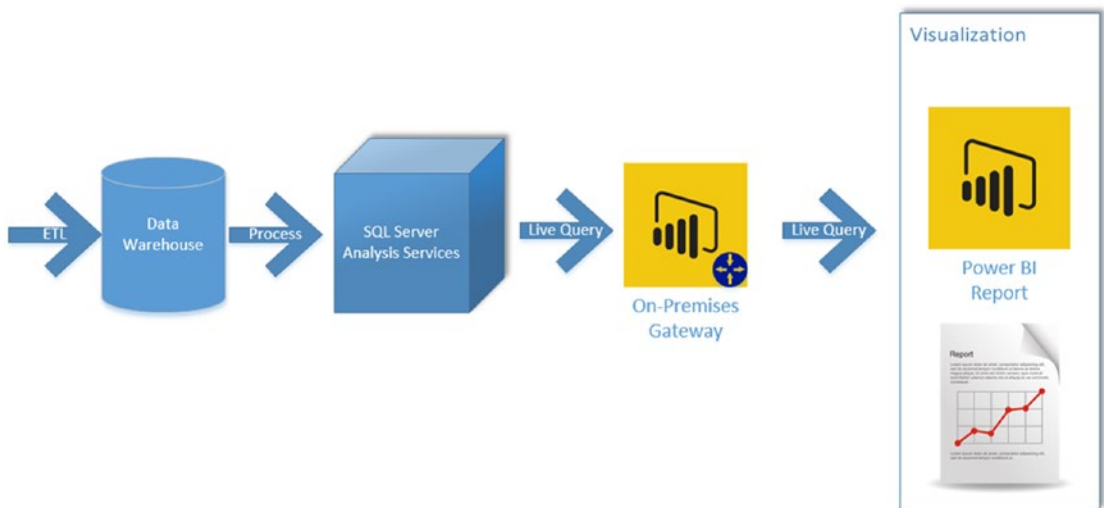 Visualization
ETL
Data
Warehouse
Process
SQL Server
Analysis Services
Live Query
On-Premises
Gateway
Live Query
Power BI
Report
Report